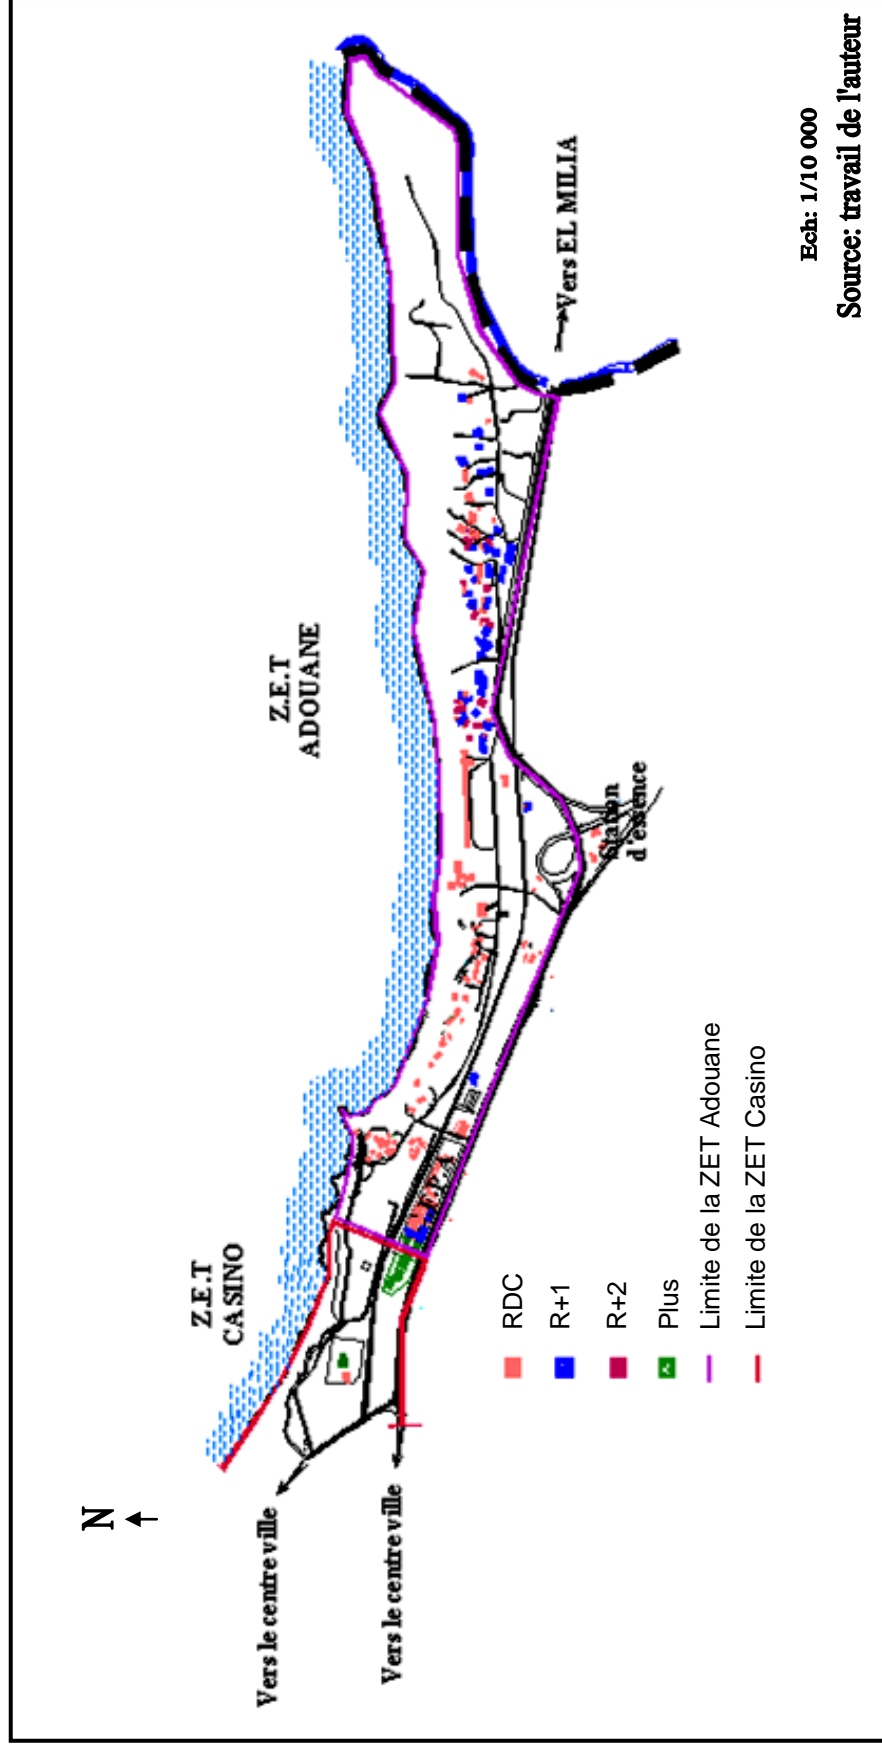 N
Z.E.T
CASINO
Z.E.T
ADOUANE
Vers le centre ville
Vers le centre ville
E.P.A
Station
d'essence
Vers EL MILIA
RDC
R+1
R+2
Plus
Limite de la ZET Adouane
Limite de la ZET Casino
Ech: 1/10 000
Source: travail de l'auteur